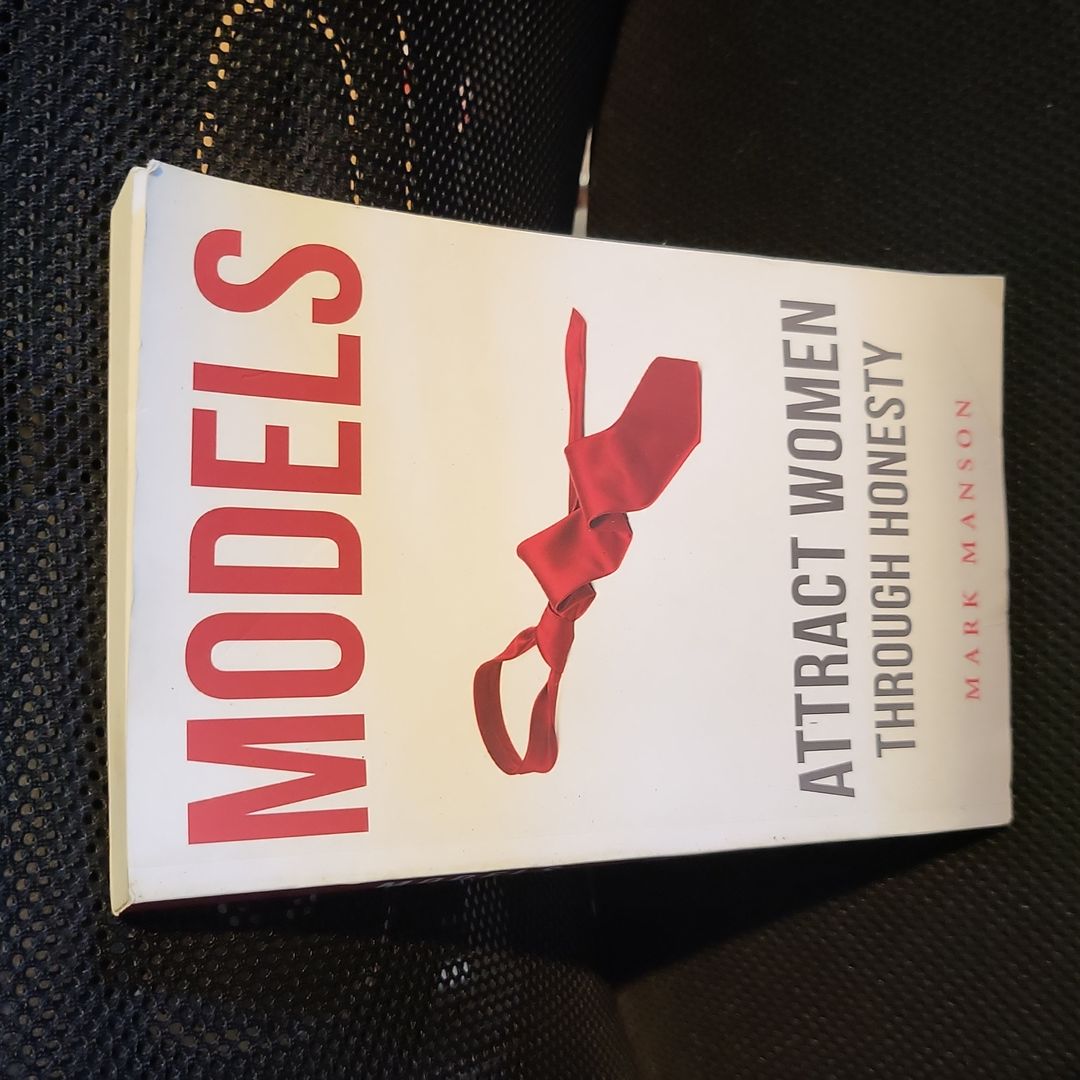 MODELS
ATTRACT WOMEN
THROUGH HONESTY
MARK MANSON